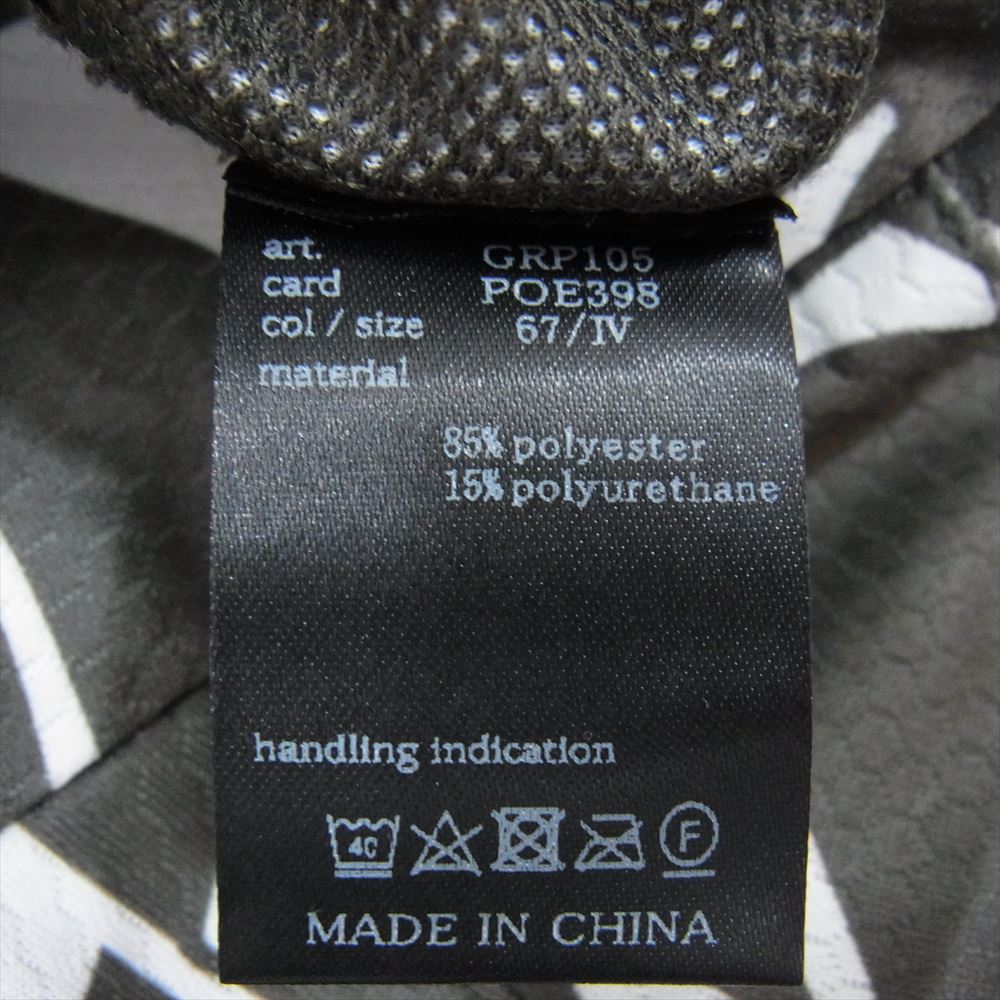 art. GRP105
card POE398
col / size 67/IV
material
85% polyester
15% polyurethane
handling indication
40 F
MADE IN CHINA